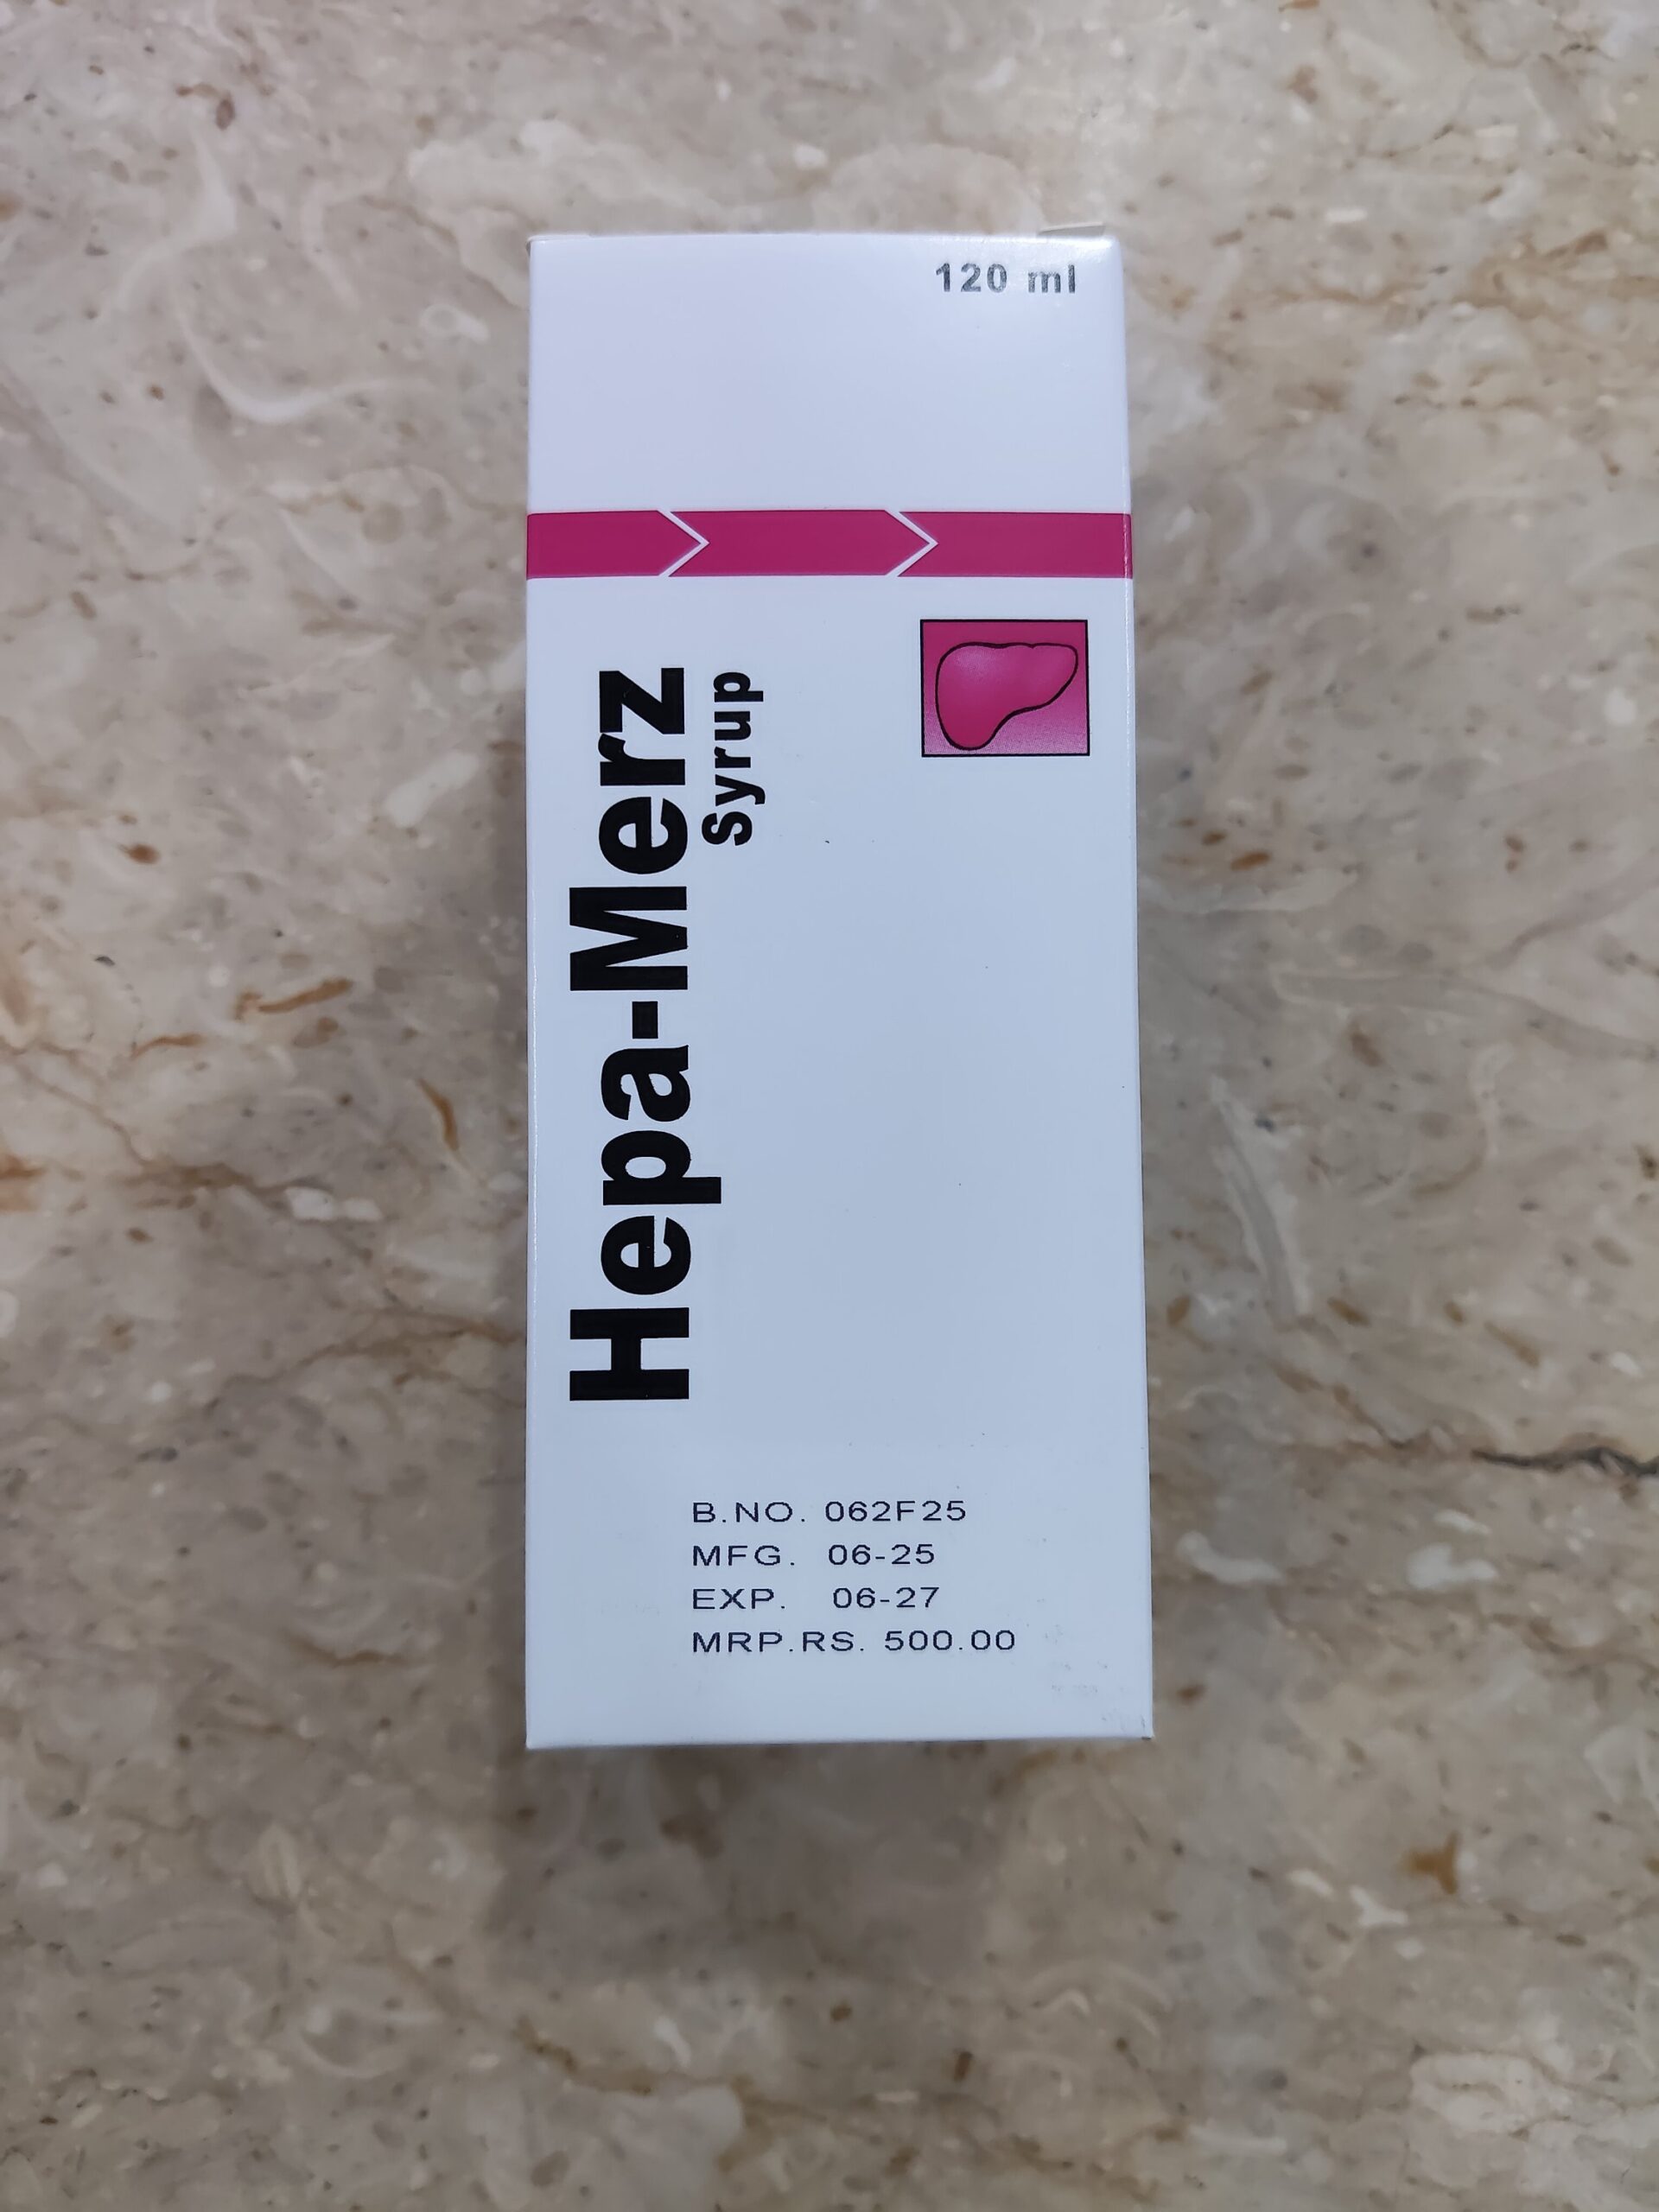 120 ml
Hepa-Merz
Syrup
B.NO. 062F25
MFG. 06-25
EXP. 06-27
MRP.RS. 500.00